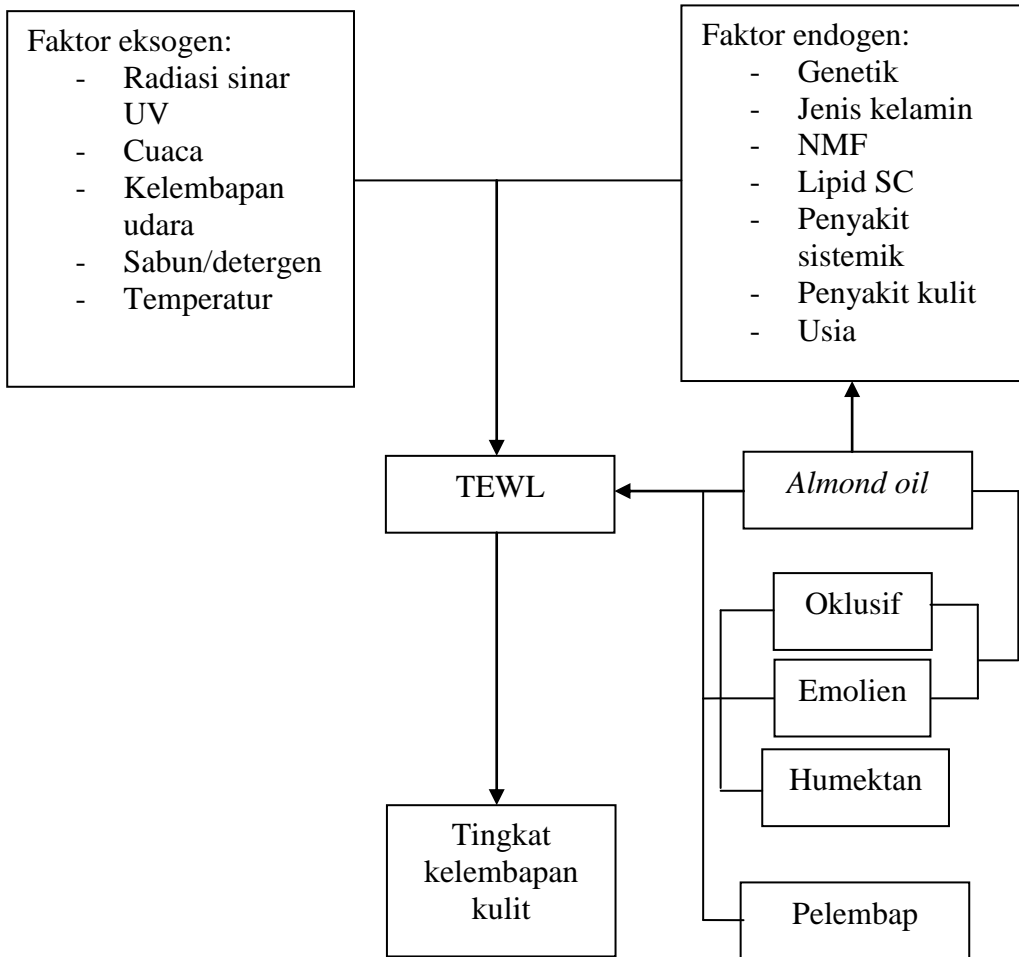 Faktor eksogen:
- Radiasi sinar
UV
- Cuaca
- Kelembapan
udara
- Sabun/detergen
- Temperatur
Faktor endogen:
- Genetik
- Jenis kelamin
- NMF
- Lipid SC
- Penyakit
sistemik
- Penyakit kulit
- Usia
TEWL
Almond oil
Oklusif
Emolien
Humektan
Tingkat
kelembapan
kulit
Pelembap